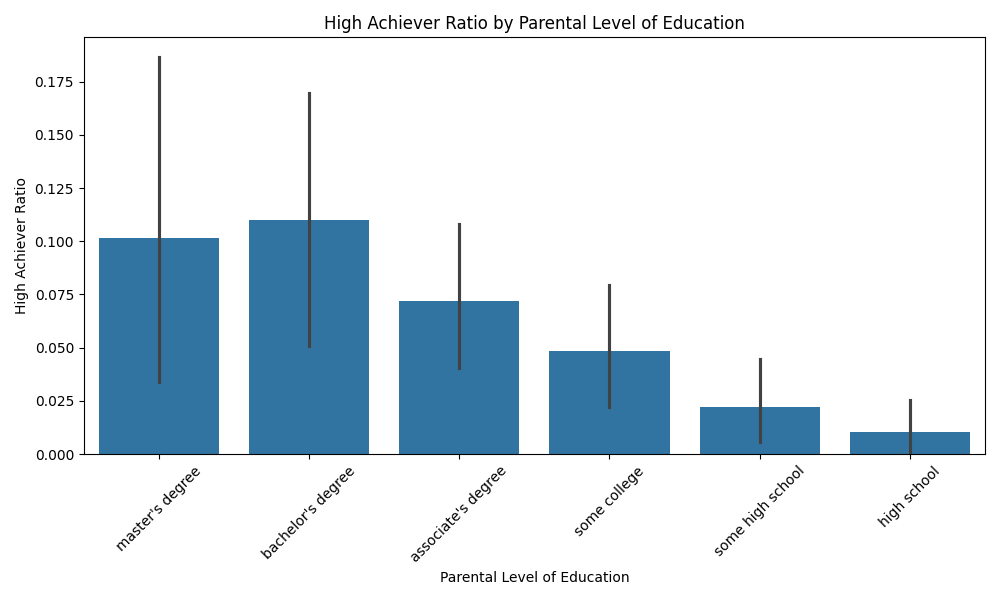 High Achiever Ratio by Parental Level of Education
High Achiever Ratio
0.175
0.150
0.125
0.100
0.075
0.050
0.025
0.000
master's degree
bachelor's degree
associate's degree
some college
some high school
high school
Parental Level of Education